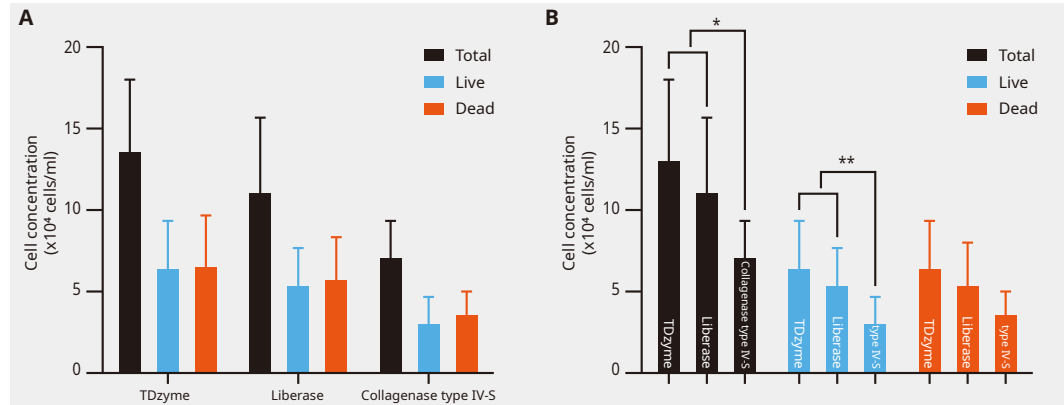 A
Cell concentration
(x10⁴ cells/ml)
20
15
10
5
0
Total
Live
Dead
TDzyme
Liberase
Collagenase type IV-S
B
Cell concentration
(x10⁴ cells/ml)
20
15
10
5
0
*
**
Total
Live
Dead
TDzyme
Liberase
Collagenase type IV-S
TDzyme
Liberase
type IV-S
TDzyme
Liberase
type IV-S